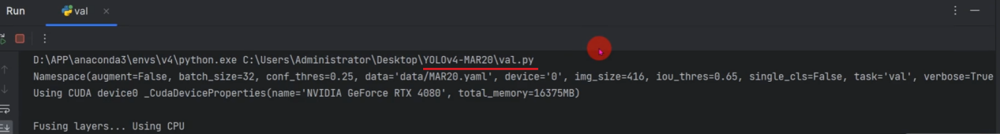 Run
val
D:\APP\anaconda3\envs\v4\python.exe C:\Users\Administrator\Desktop\YOLOv4-MAR20\val.py
Namespace(augment=False, batch_size=32, conf_thres=0.25, data='data/MAR20.yaml', device='0', img_size=416, iou_thres=0.65, single_cls=False, task='val', verbose=True
Using CUDA device0 _CudaDeviceProperties(name='NVIDIA GeForce RTX 4080', total_memory=16375MB)
Fusing layers... Using CPU